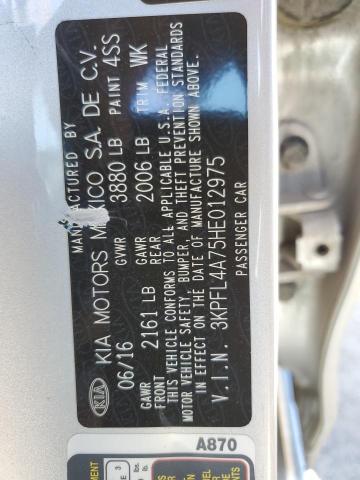 MANUFACTURED BY
KIA KIA MOTORS MEXICO S.A. DE C.V.
06/16 GVWR 3880 LB PAINT 4SS
GAWR FRONT 2161 LB GAWR REAR 2006 LB TRIM WK
THIS VEHICLE CONFORMS TO ALL APPLICABLE U.S.A. FEDERAL
MOTOR VEHICLE SAFETY, BUMPER, AND THEFT PREVENTION STANDARDS
IN EFFECT ON THE DATE OF MANUFACTURE SHOWN ABOVE.
V.I.N. 3KPFL4A75HE012975
PASSENGER CAR
A870